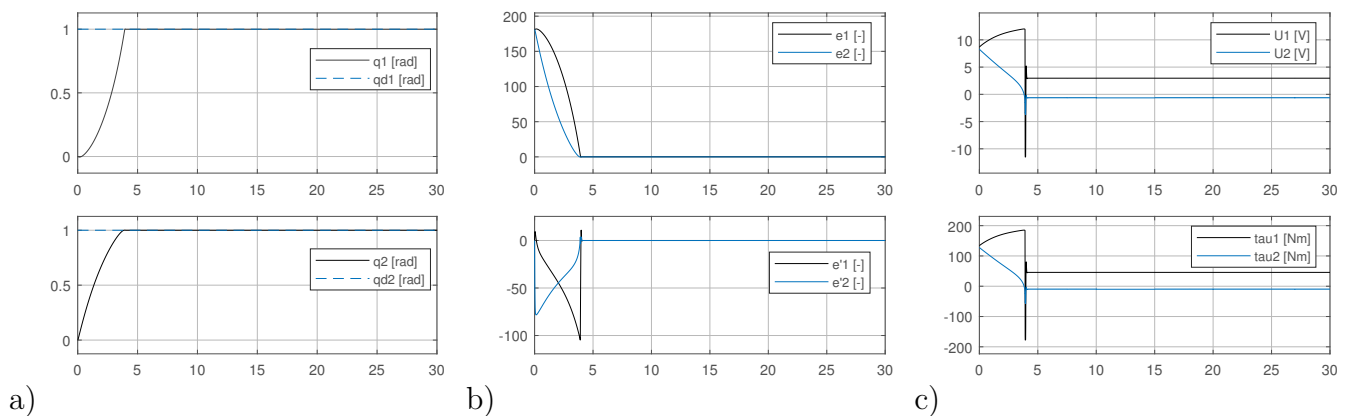 1
0.5
0
q1 [rad]
qd1 [rad]
0 5 10 15 20 25 30
1
0.5
0
q2 [rad]
qd2 [rad]
0 5 10 15 20 25 30
a)
200
150
100
50
0
e1 [-]
e2 [-]
0 5 10 15 20 25 30
0
-50
-100
e'1 [-]
e'2 [-]
0 5 10 15 20 25 30
b)
10
5
0
-5
-10
U1 [V]
U2 [V]
0 5 10 15 20 25 30
200
100
0
-100
-200
tau1 [Nm]
tau2 [Nm]
0 5 10 15 20 25 30
c)